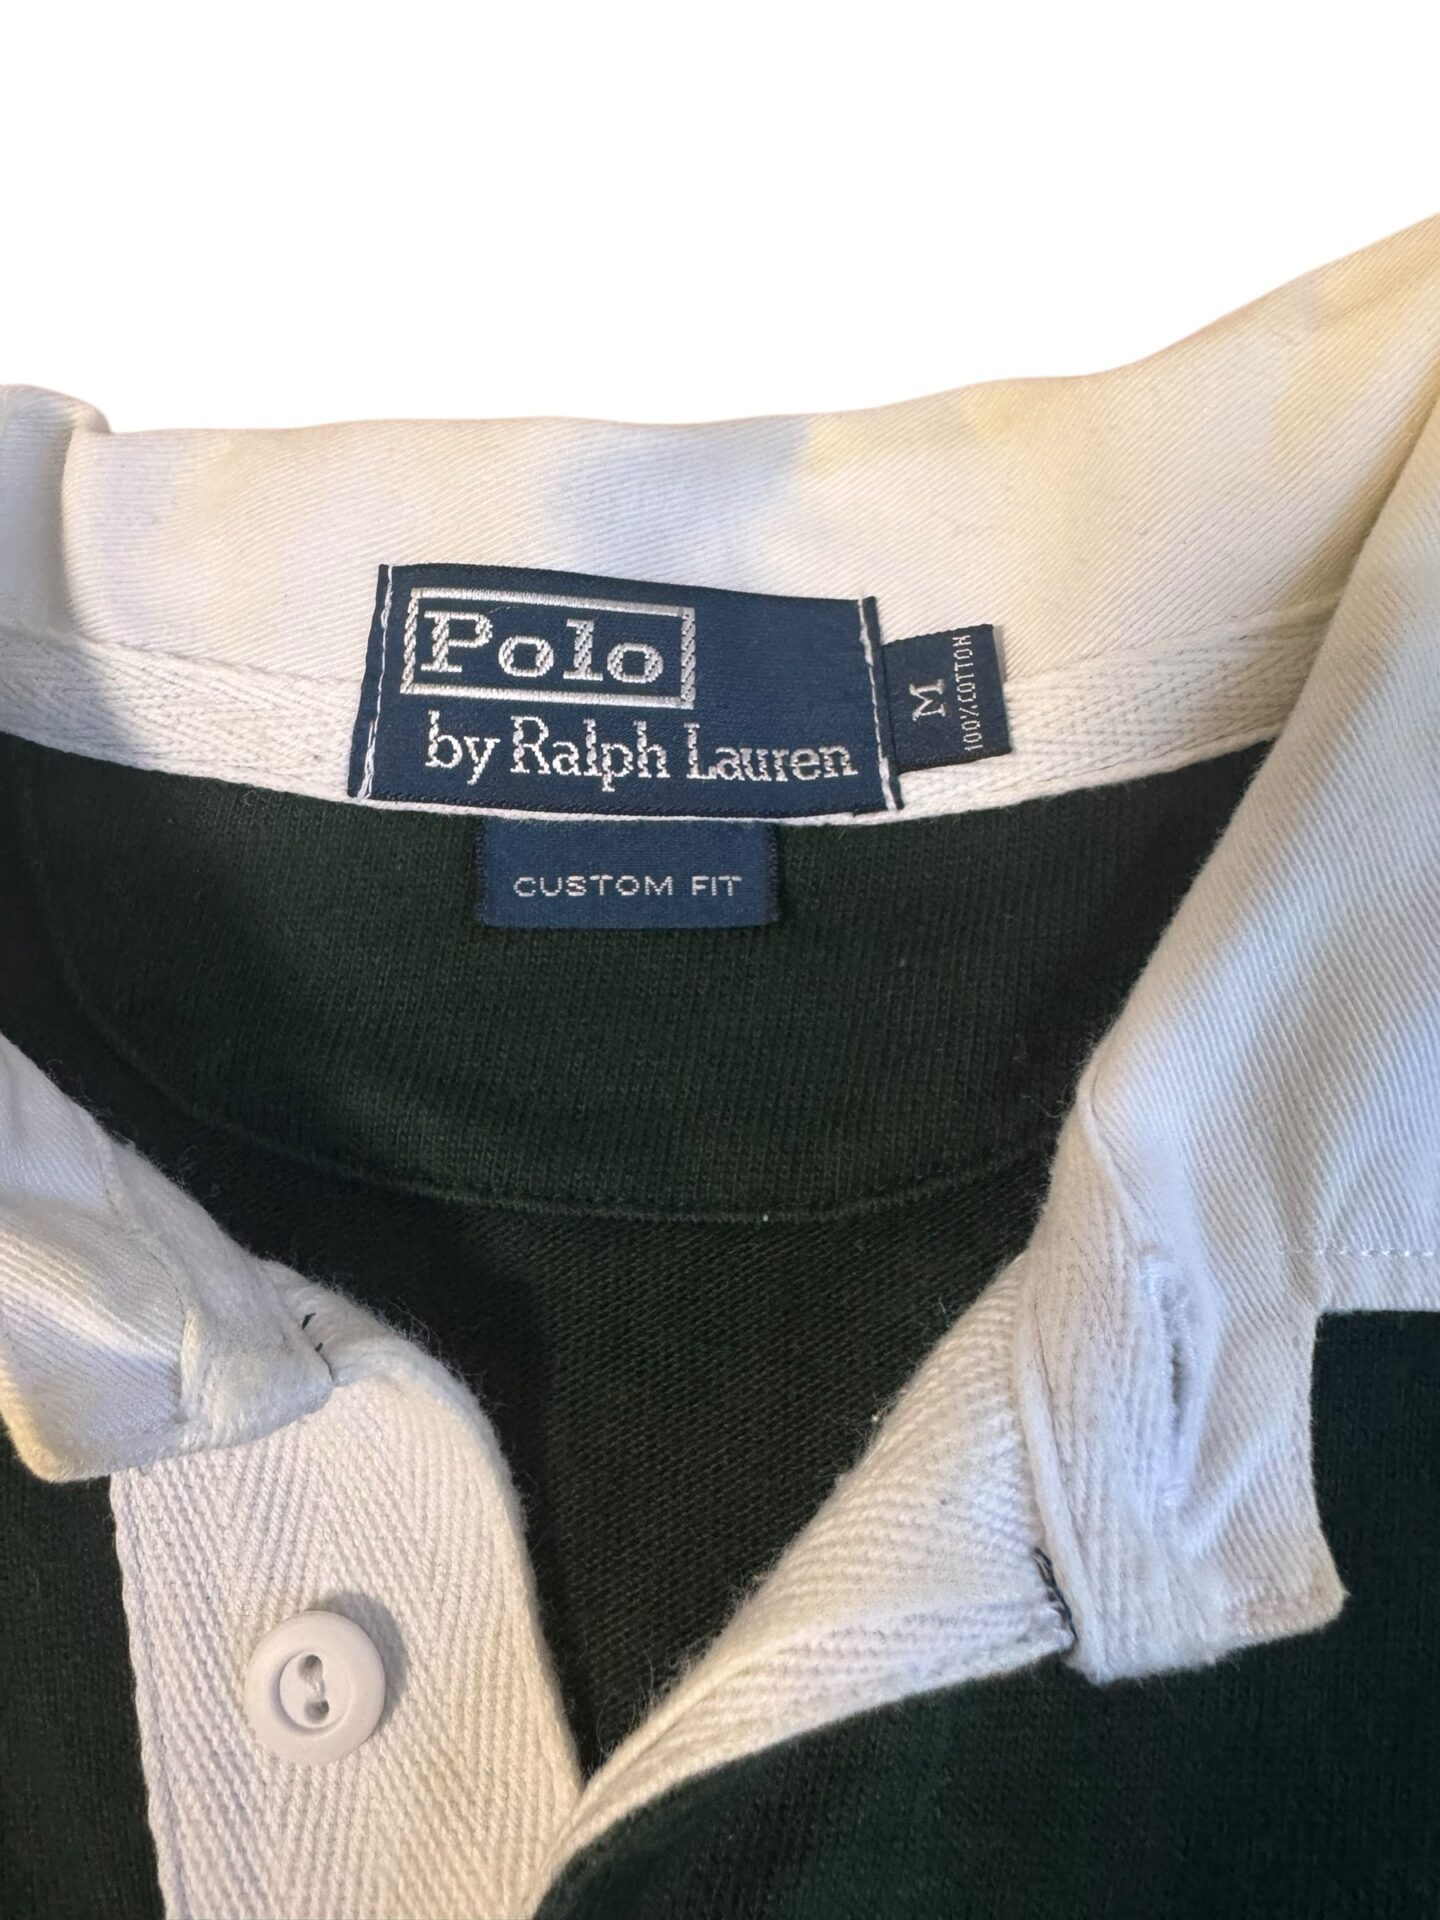 Polo
by Ralph Lauren
M
100% COTTON
CUSTOM FIT